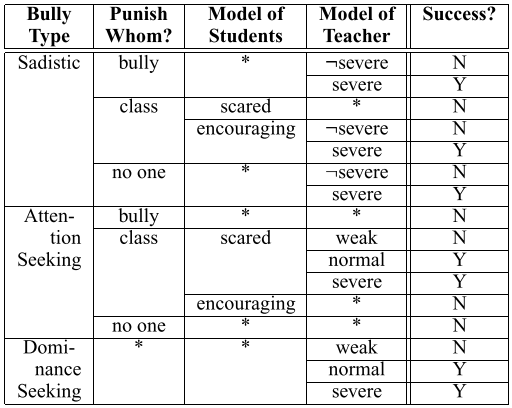 Bully Type Punish Whom? Model of Students Model of Teacher Success?
Sadistic bully * ¬severe N
severe Y
class scared * N
encouraging ¬severe N
severe Y
no one * ¬severe N
severe Y
Atten- bully * * N
tion class scared weak N
Seeking normal Y
severe Y
encouraging * N
no one * * N
Domi- * * weak N
nance normal Y
Seeking severe Y